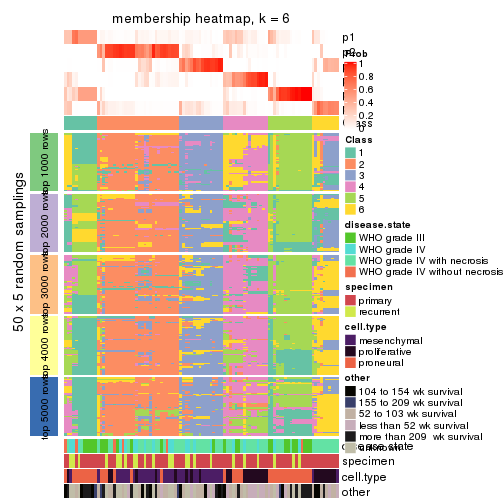 membership heatmap, k = 6
p1
p2
Prob
1
0.8
0.6
0.4
0.2
0
Class
50 x 5 random samplings
top 1000 rows
top 2000 rows
top 3000 rows
top 4000 rows
top 5000 rows
Class
1
2
3
4
5
6
disease.state
WHO grade III
WHO grade IV
WHO grade IV with necrosis
WHO grade IV without necrosis
specimen
primary
recurrent
cell.type
mesenchymal
proliferative
proneural
other
104 to 154 wk survival
155 to 209 wk survival
52 to 103 wk survival
less than 52 wk survival
more than 209 wk survival
unknown
disease.state
specimen
cell.type
other